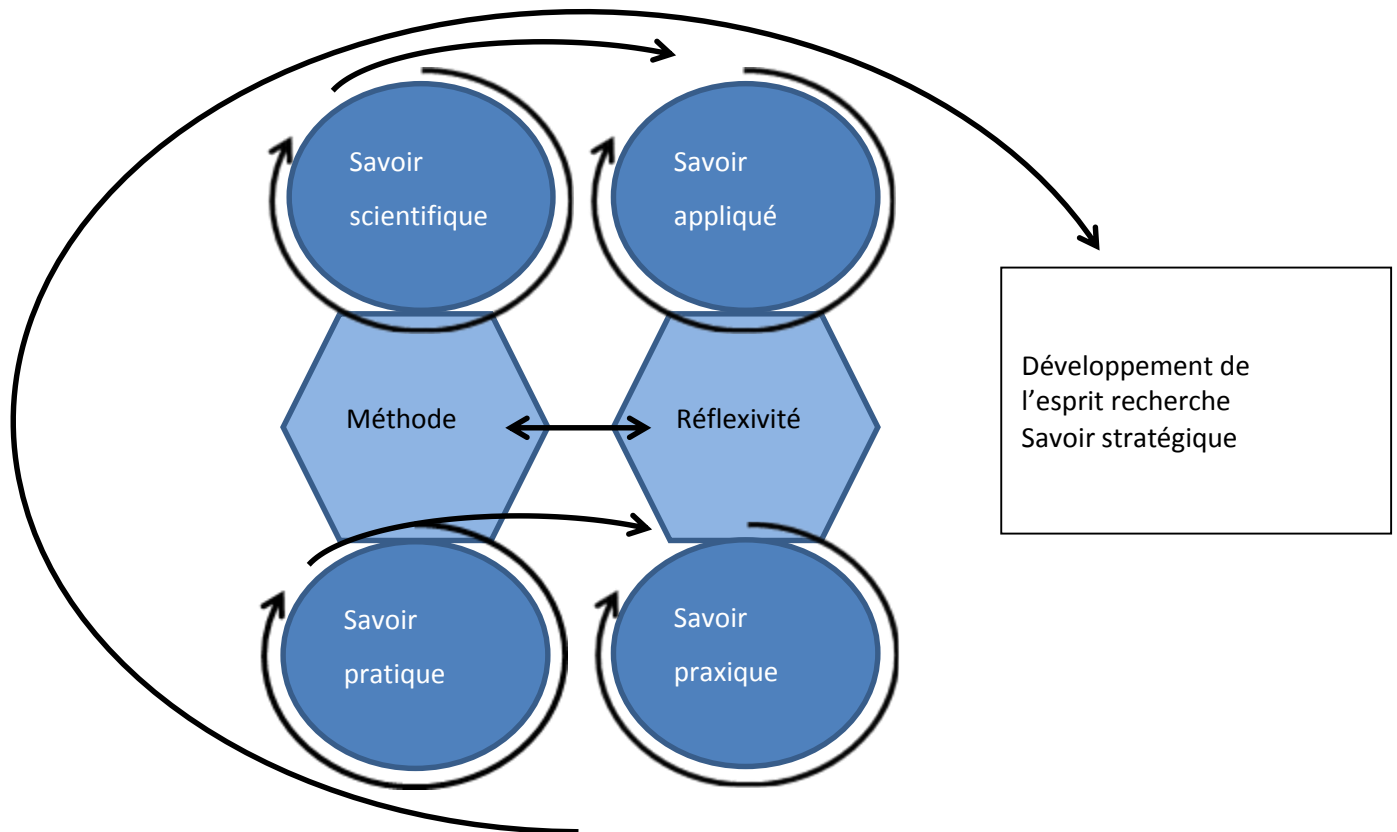 Savoir
scientifique
Savoir
appliqué
Développement de
l’esprit recherche
Savoir stratégique
Méthode
Réflexivité
Savoir
pratique
Savoir
praxique